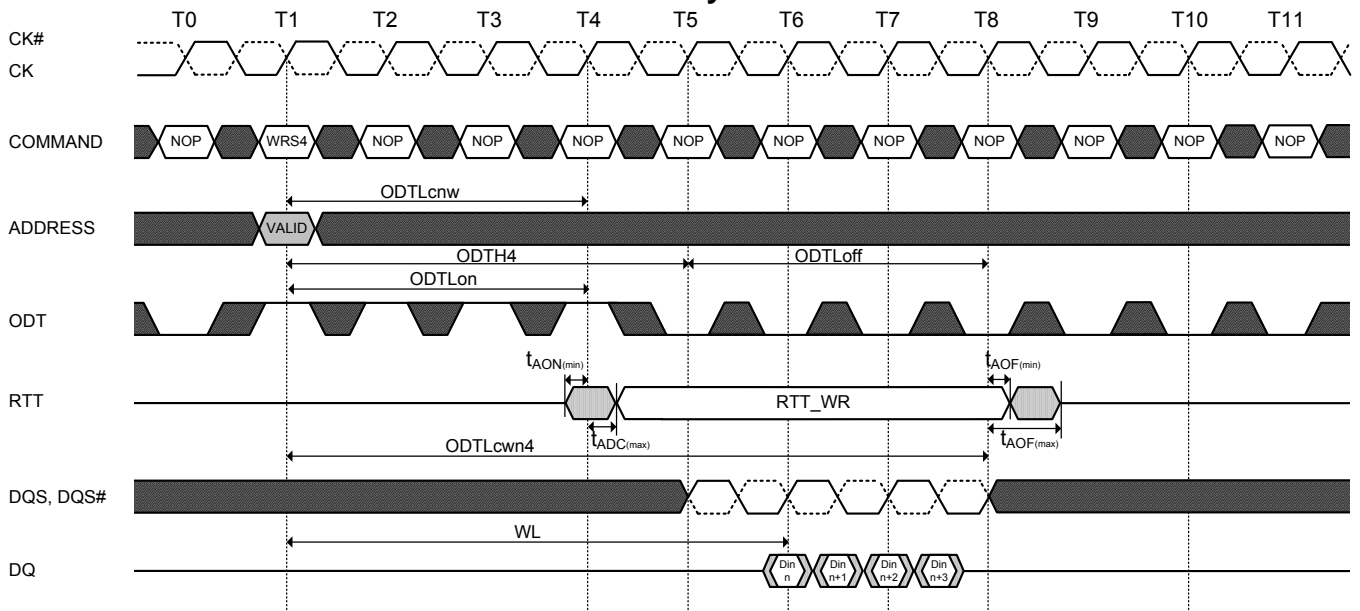 T0 T1 T2 T3 T4 T5 T6 T7 T8 T9 T10 T11
CK#
CK
COMMAND NOP WRS4 NOP NOP NOP NOP NOP NOP NOP NOP NOP NOP
ODTLcnw
ADDRESS VALID
ODTH4 ODTLoff
ODTLon
ODT
tAON(min) tAOF(min)
RTT RTT_WR
tADC(max) tAOF(max)
ODTLcwn4
DQS, DQS#
WL
DQ Din n Din n+1 Din n+2 Din n+3